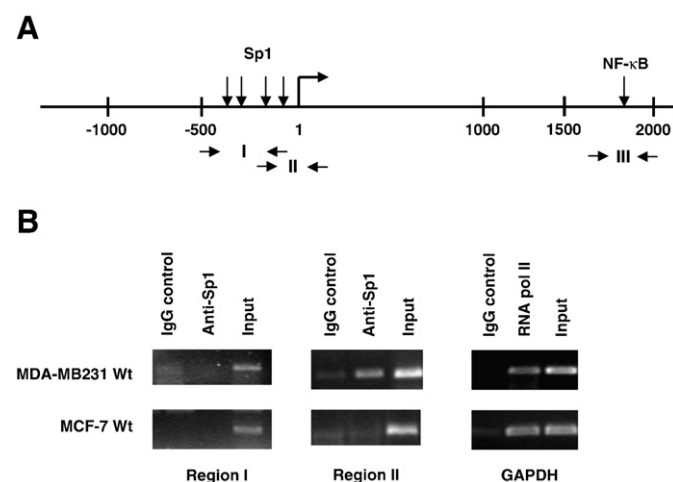 A
Sp1
NF-κB
-1000
-500
1
1000
1500
2000
I
II
III
B
IgG control
Anti-Sp1
Input
IgG control
Anti-Sp1
Input
IgG control
RNA pol II
Input
MDA-MB231 Wt
MCF-7 Wt
Region I
Region II
GAPDH